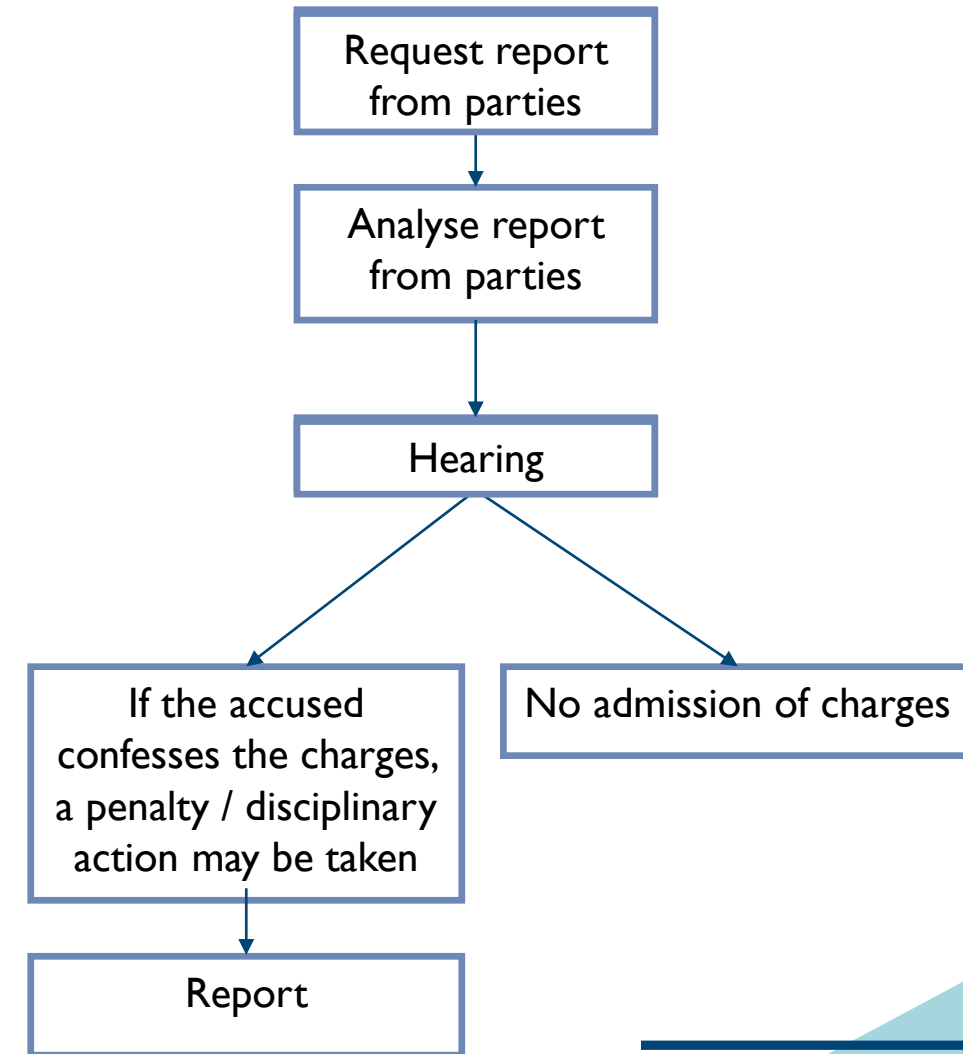 Request report
from parties
Analyse report
from parties
Hearing
If the accused
confesses the charges,
a penalty / disciplinary
action may be taken
No admission of charges
Report